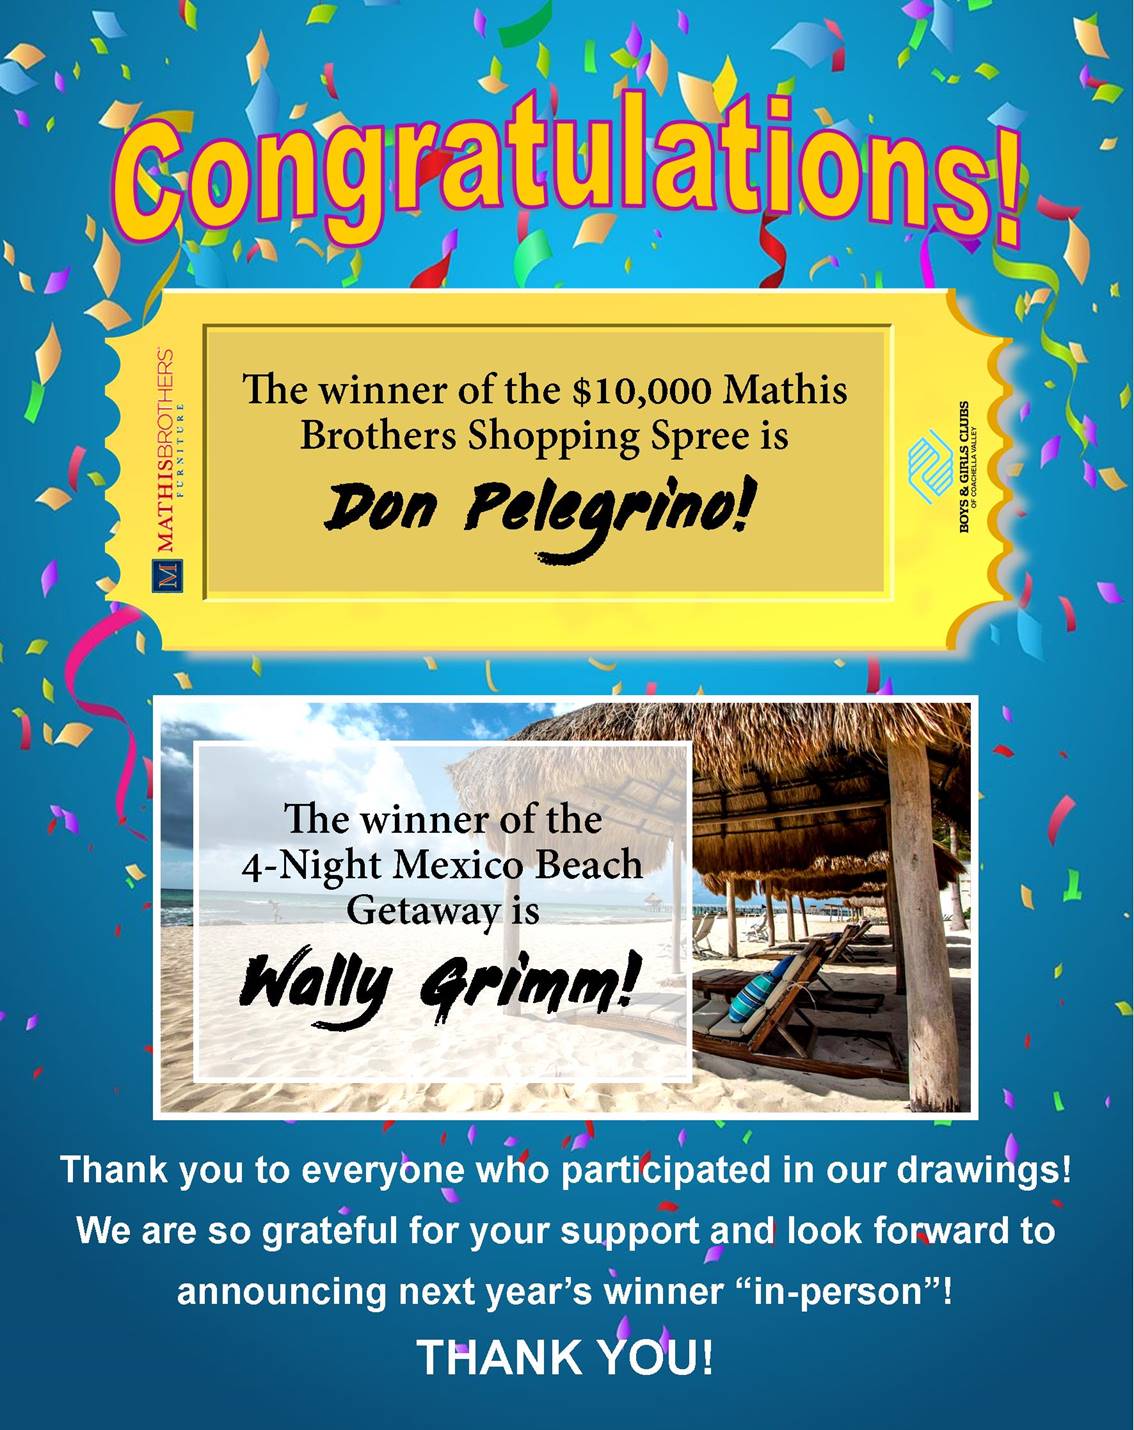 Congratulations!
The winner of the $10,000 Mathis
Brothers Shopping Spree is
Don Pelegrino!
M MATHISBROTHERS
FURNITURE
BOYS & GIRLS CLUBS
OF COACHELLA VALLEY
The winner of the
4-Night Mexico Beach
Getaway is
Wally Grimm!
Thank you to everyone who participated in our drawings!
We are so grateful for your support and look forward to
announcing next year’s winner “in-person”!
THANK YOU!